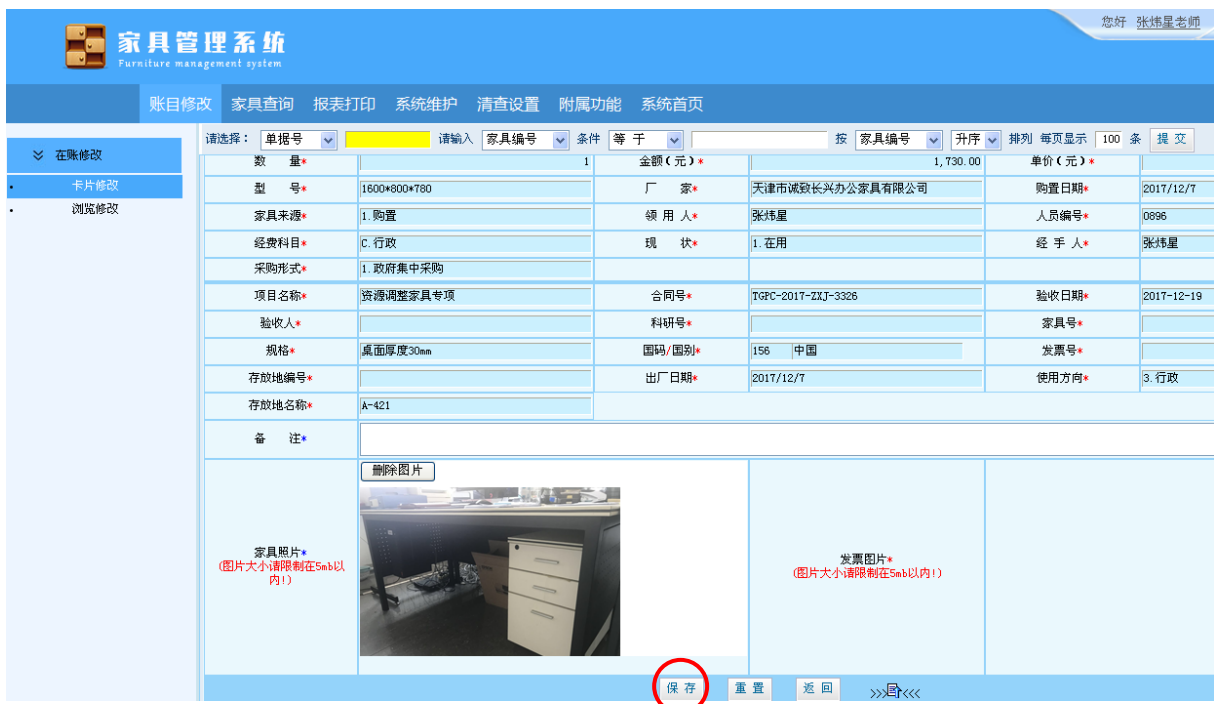 您好 张炜星老师
家具管理系统
Furniture management system
账目修改 家具查询 报表打印 系统维护 清查设置 附属功能 系统首页
请选择： 单据号 请输入 家具编号 条件 等 于 按 家具编号 升序 排列 每页显示 100 条 提 交
在账修改
卡片修改
浏览修改
数 量* 1 金额(元)* 1,730.00 单价(元)*
型 号* 1600*800*780 厂 家* 天津市诚致长兴办公家具有限公司 购置日期* 2017/12/7
家具来源* 1.购置 领 用 人* 张炜星 人员编号* 0896
经费科目* C.行政 现 状* 1.在用 经 手 人* 张炜星
采购形式* 1.政府集中采购
项目名称* 资源调整家具专项 合同号* TGPC-2017-ZXJ-3326 验收日期* 2017-12-19
验收人* 科研号* 家具号*
规格* 桌面厚度30mm 国码/国别* 156 中国 发票号*
存放地编号* 出厂日期* 2017/12/7 使用方向* 3.行政
存放地名称* A-421
备 注*
删除图片
家具照片*
(图片大小请限制在5mb以
内!)
发票图片*
(图片大小请限制在5mb以内!)
保 存 重 置 返 回 >>> <<<